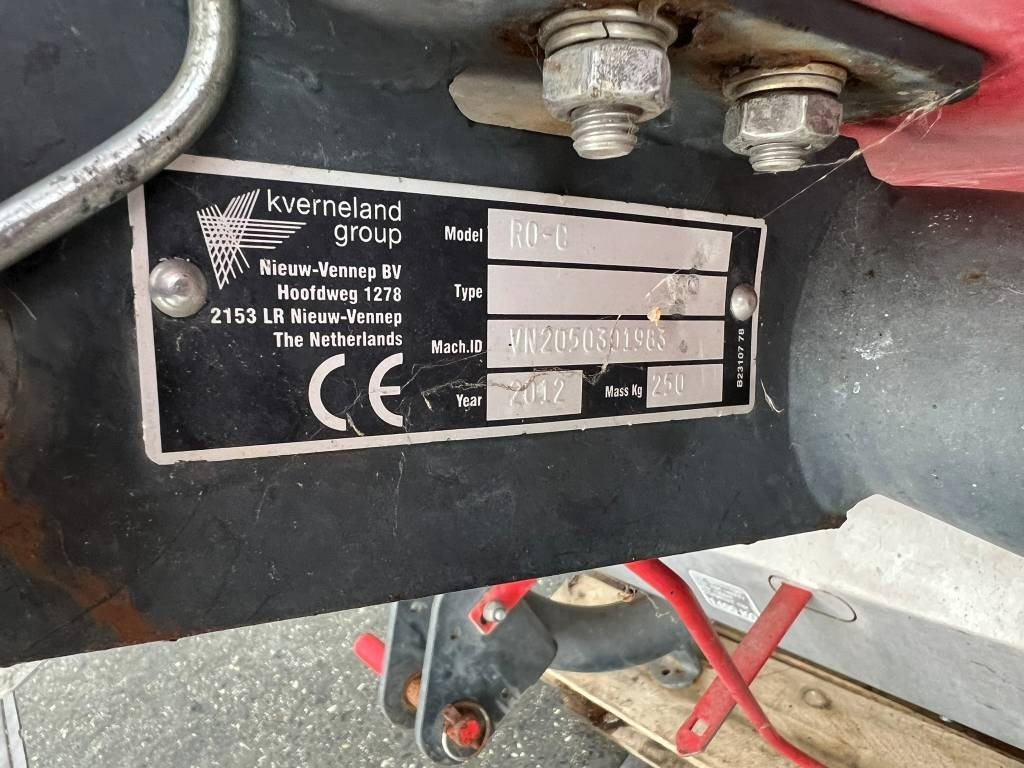 kverneland
group
Nieuw-Vennep BV
Hoofdweg 1278
2153 LR Nieuw-Vennep
The Netherlands
CE
Model RO-C
Type
Mach.ID VN2050301983
Year 2012 Mass Kg 250
B23107 78